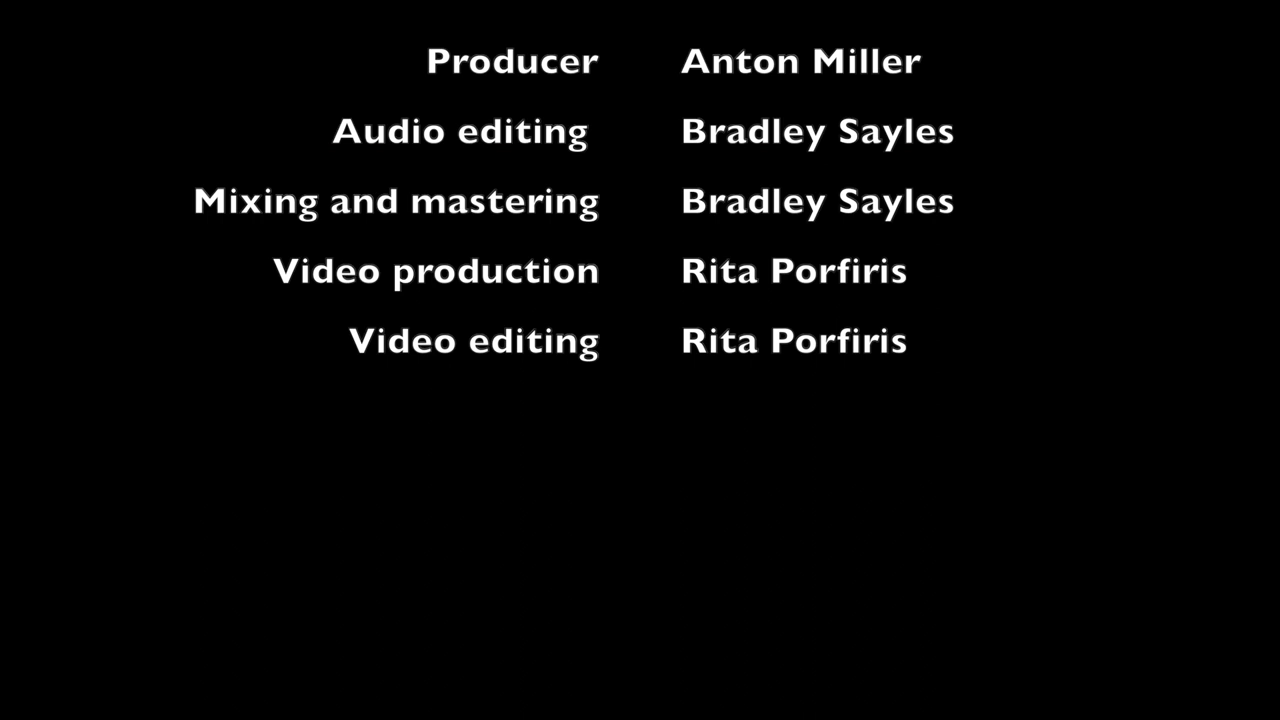 Producer Anton Miller
Audio editing Bradley Sayles
Mixing and mastering Bradley Sayles
Video production Rita Porfiris
Video editing Rita Porfiris